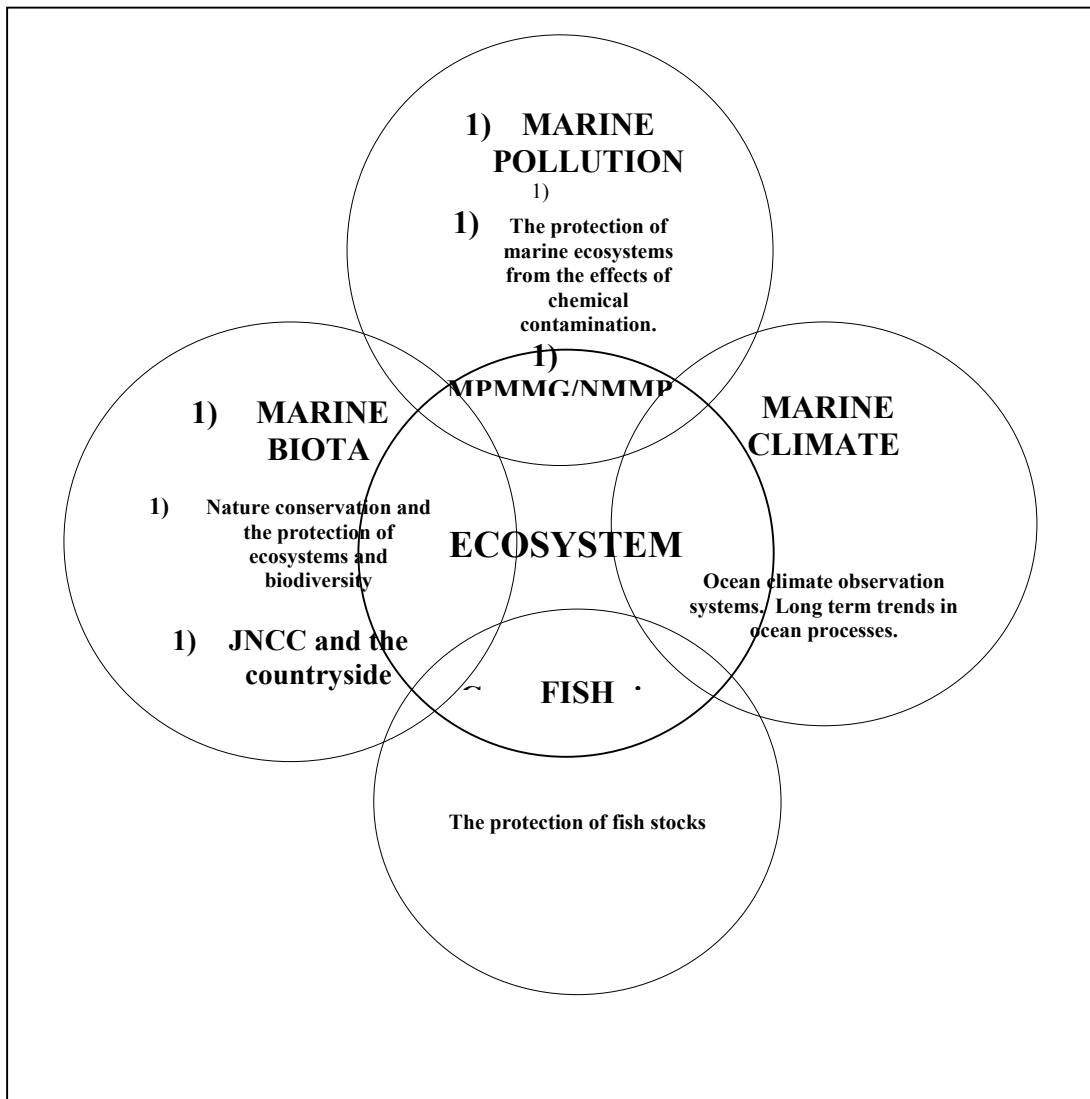 1) MARINE
POLLUTION
1)
1) The protection of
marine ecosystems
from the effects of
chemical
contamination.
1)
MPMMG/NMMP
1) MARINE
BIOTA
1) Nature conservation and
the protection of
ecosystems and
biodiversity
1) JNCC and the
countryside
MARINE
CLIMATE
Ocean climate observation
systems. Long term trends in
ocean processes.
ECOSYSTEM
FISH
The protection of fish stocks